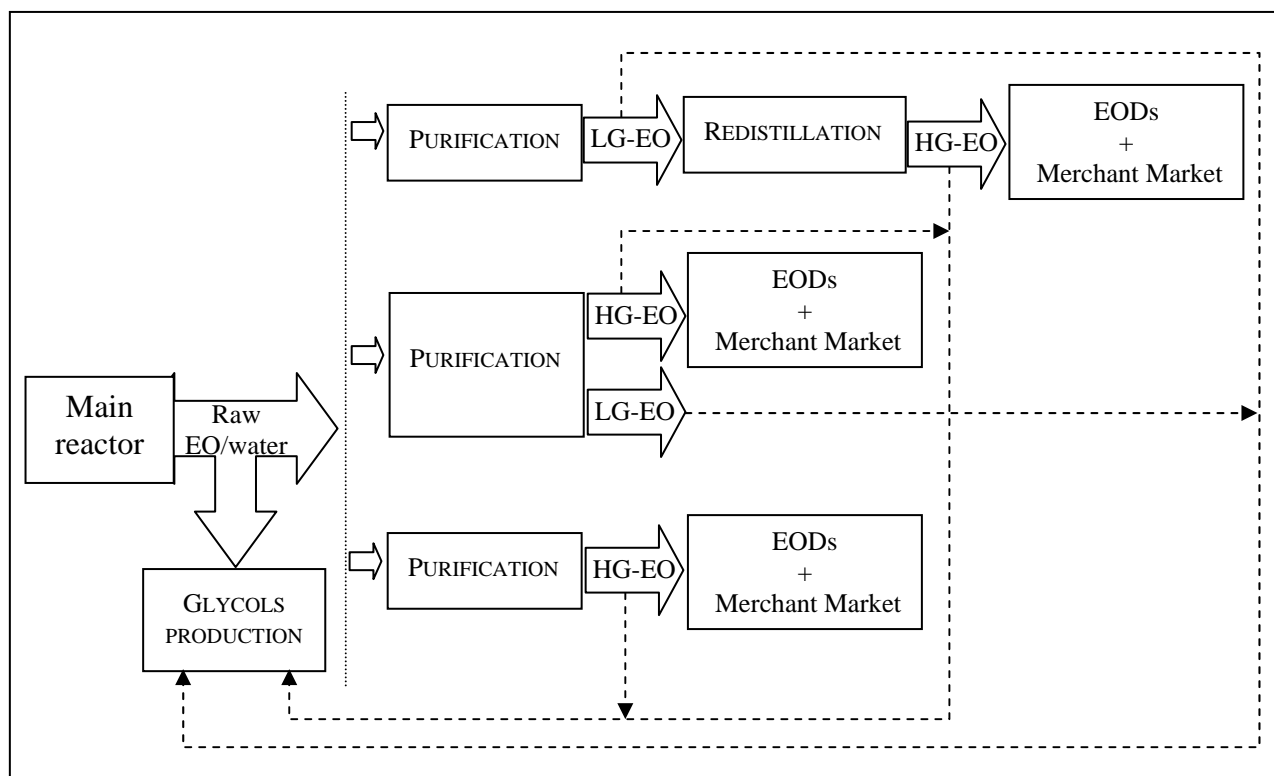 PURIFICATION
LG-EO
REDISTILLATION
HG-EO
EODs
+
Merchant Market
PURIFICATION
HG-EO
LG-EO
EODs
+
Merchant Market
Main
reactor
Raw
EO/water
PURIFICATION
HG-EO
EODs
+
Merchant Market
GLYCOLS
PRODUCTION